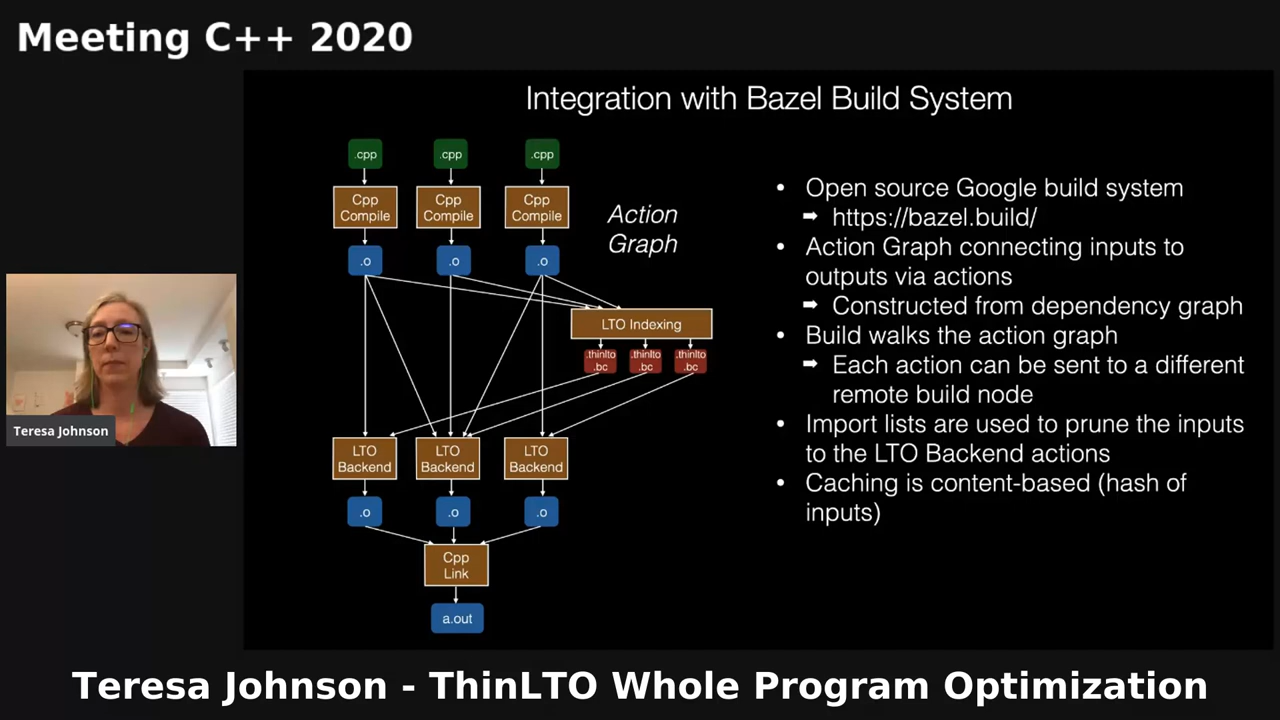 Meeting C++ 2020
Integration with Bazel Build System
.cpp
.cpp
.cpp
Cpp
Compile
Cpp
Compile
Cpp
Compile
Action
Graph
.o
.o
.o
LTO Indexing
.thinlto
.bc
.thinlto
.bc
.thinlto
.bc
LTO
Backend
LTO
Backend
LTO
Backend
.o
.o
.o
Cpp
Link
a.out
• Open source Google build system
➡ https://bazel.build/
• Action Graph connecting inputs to
outputs via actions
➡ Constructed from dependency graph
• Build walks the action graph
➡ Each action can be sent to a different
remote build node
• Import lists are used to prune the inputs
to the LTO Backend actions
• Caching is content-based (hash of
inputs)
Teresa Johnson
Teresa Johnson - ThinLTO Whole Program Optimization